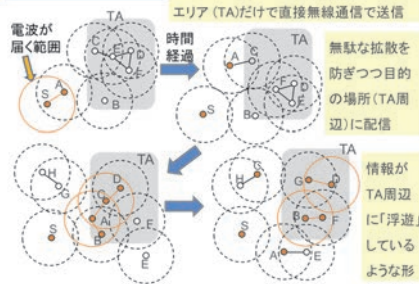 エリア（TA）だけで直接無線通信で送信
電波が
届く範囲
TA
C
E
D
F
A
S
B
時間
経過
TA
A
C
F
D
E
S
B
無駄な拡散を
防ぎつつ目的
の場所（TA周
辺）に配信
TA
H
G
D
C
A
B
F
S
E
TA
H
C
G
D
B
F
S
A
E
情報が
TA周辺
に「浮遊」
している
ような形